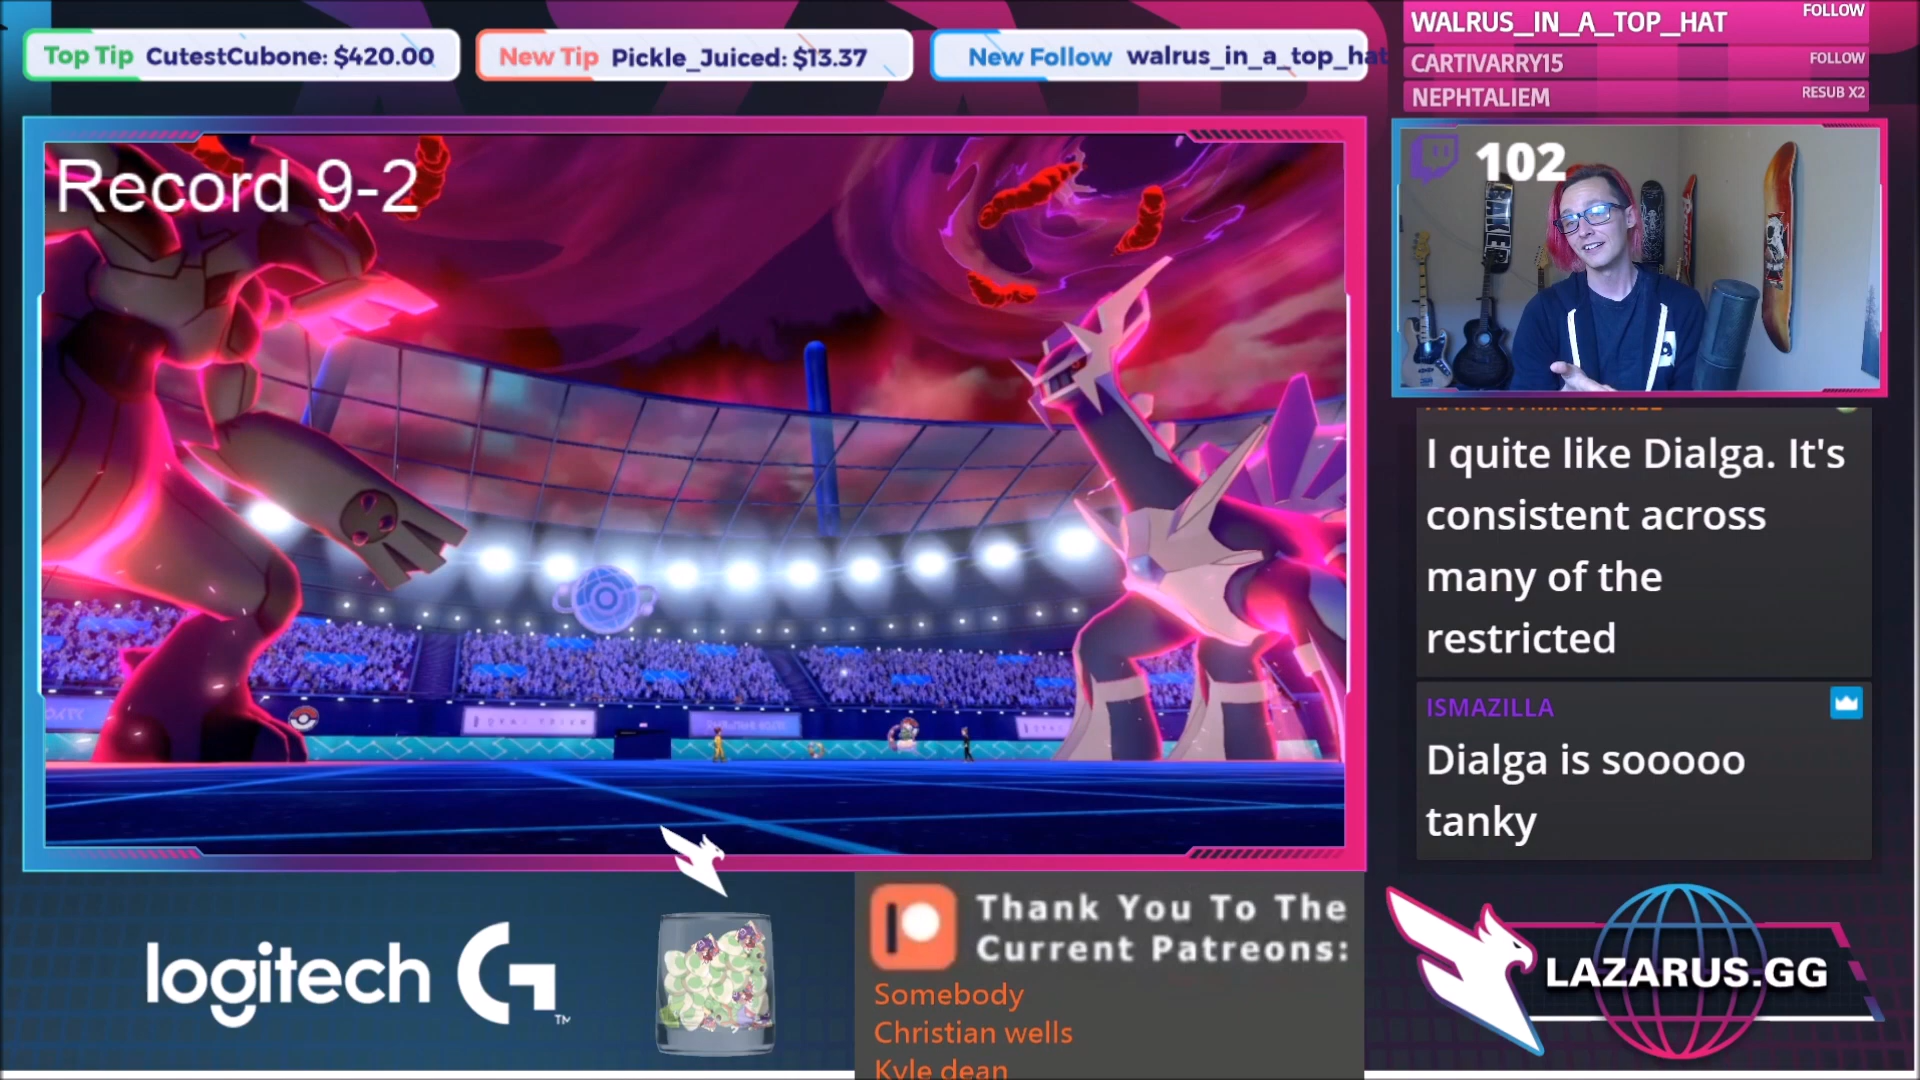 Top Tip CutestCubone: $420.00
New Tip Pickle_Juiced: $13.37
New Follow walrus_in_a_top_hat
WALRUS_IN_A_TOP_HAT FOLLOW
CARTIVARRY15 FOLLOW
NEPHTALIEM RESUB X2
Record 9-2
102
I quite like Dialga. It's
consistent across
many of the
restricted
ISMAZILLA
Dialga is sooooo
tanky
logitech G TM
Thank You To The
Current Patreons:
Somebody
Christian wells
Kyle dean
LAZARUS.GG